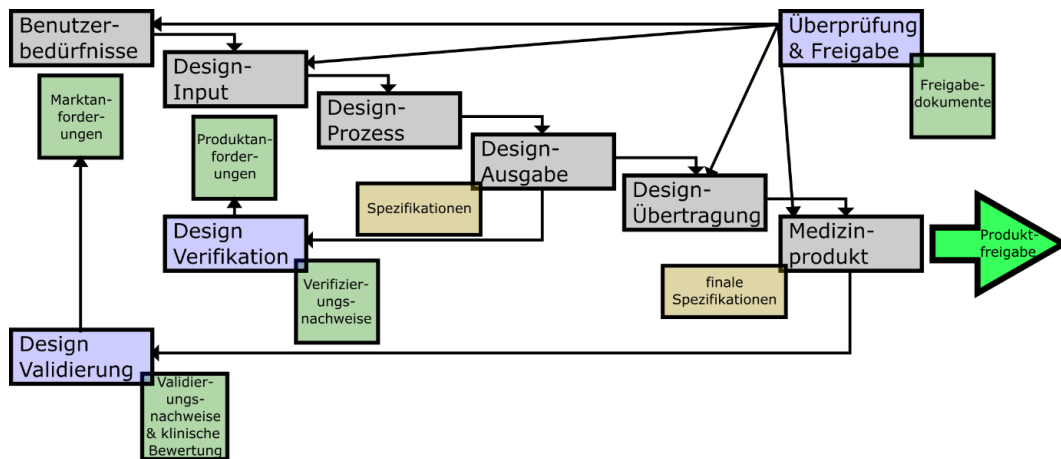 Benutzer-
bedürfnisse
Überprüfung
& Freigabe
Design-
Input
Freigabe-
dokumente
Marktan-
forder-
ungen
Design-
Prozess
Produktan-
forder-
ungen
Design-
Ausgabe
Spezifikationen
Design-
Übertragung
Design
Verifikation
Medizin-
produkt
Produkt-
freigabe
Verifizier-
ungs-
nachweise
finale
Spezifikationen
Design
Validierung
Validier-
ungs-
nachweise
& klinische
Bewertung